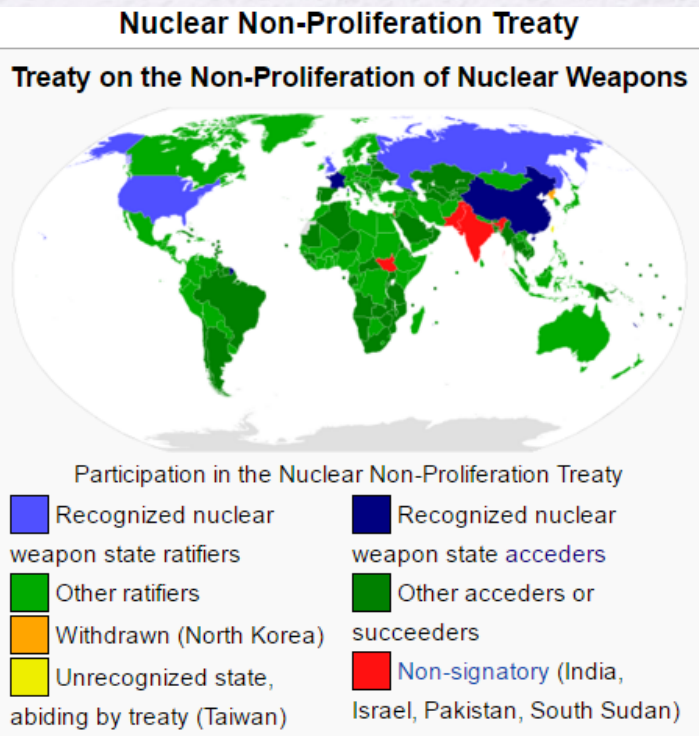 Nuclear Non-Proliferation Treaty
Treaty on the Non-Proliferation of Nuclear Weapons
Participation in the Nuclear Non-Proliferation Treaty
Recognized nuclear
weapon state ratifiers
Recognized nuclear
weapon state acceders
Other ratifiers
Other acceders or
succeeders
Withdrawn (North Korea)
Unrecognized state,
abiding by treaty (Taiwan)
Non-signatory (India,
Israel, Pakistan, South Sudan)